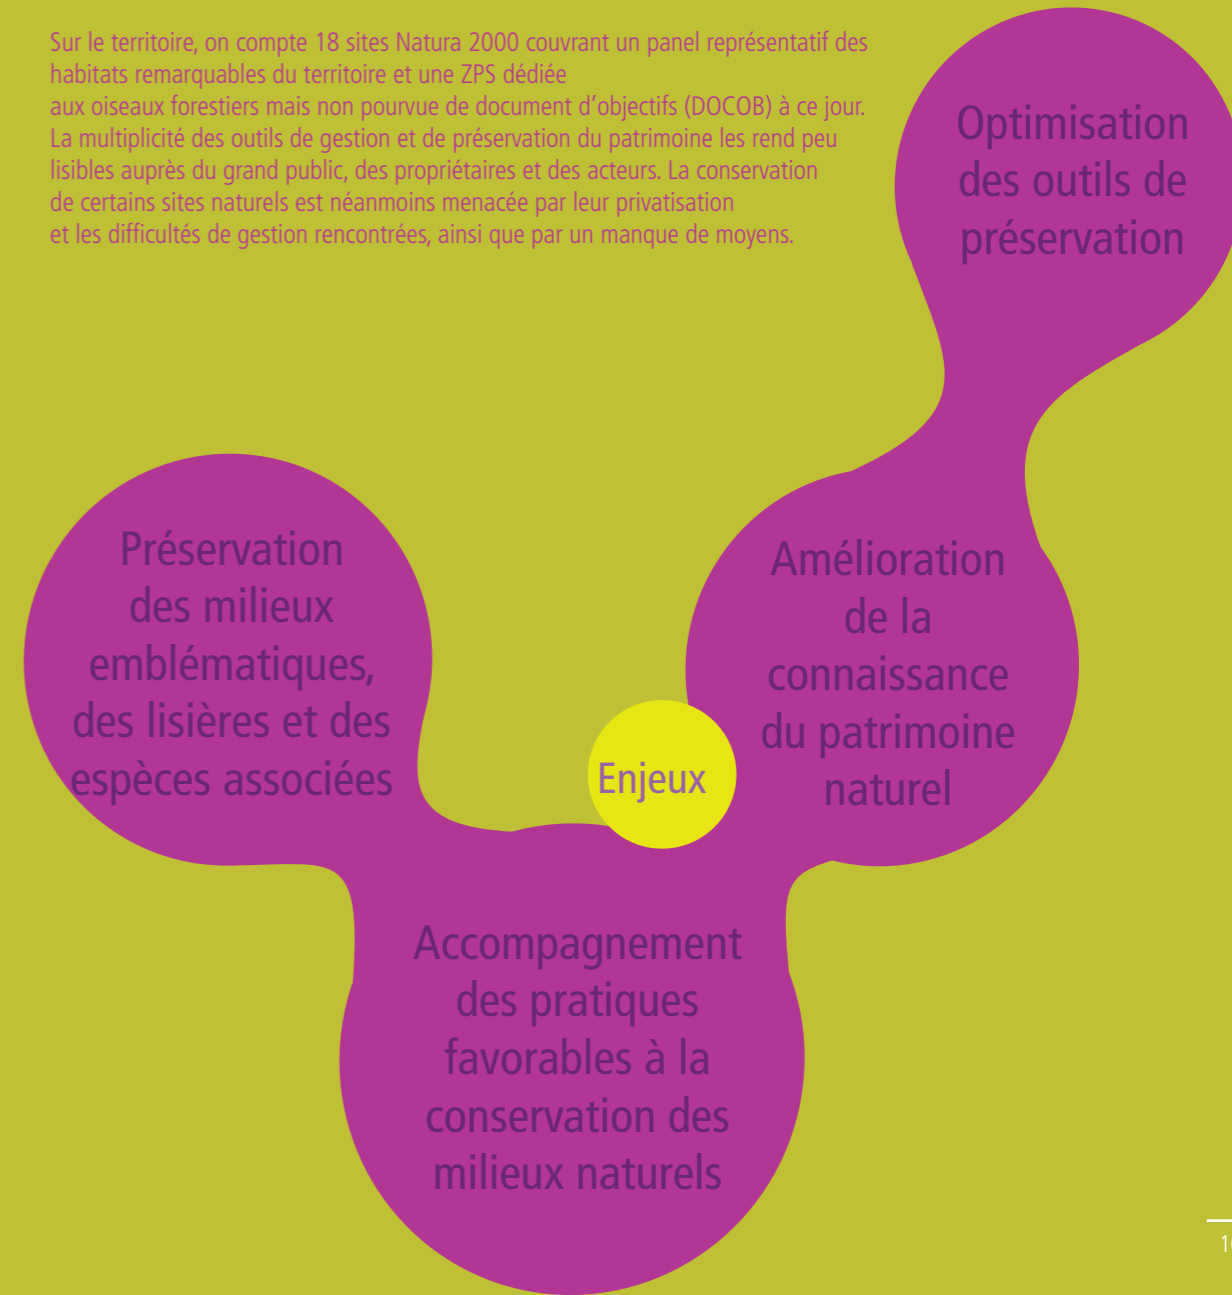 Sur le territoire, on compte 18 sites Natura 2000 couvrant un panel représentatif des
habitats remarquables du territoire et une ZPS dédiée
aux oiseaux forestiers mais non pourvue de document d'objectifs (DOCOB) à ce jour.
La multiplicité des outils de gestion et de préservation du patrimoine les rend peu
lisibles auprès du grand public, des propriétaires et des acteurs. La conservation
de certains sites naturels est néanmoins menacée par leur privatisation
et les difficultés de gestion rencontrées, ainsi que par un manque de moyens.
Optimisation
des outils de
préservation
Préservation
des milieux
emblématiques,
des lisières et des
espèces associées
Amélioration
de la
connaissance
du patrimoine
naturel
Enjeux
Accompagnement
des pratiques
favorables à la
conservation des
milieux naturels